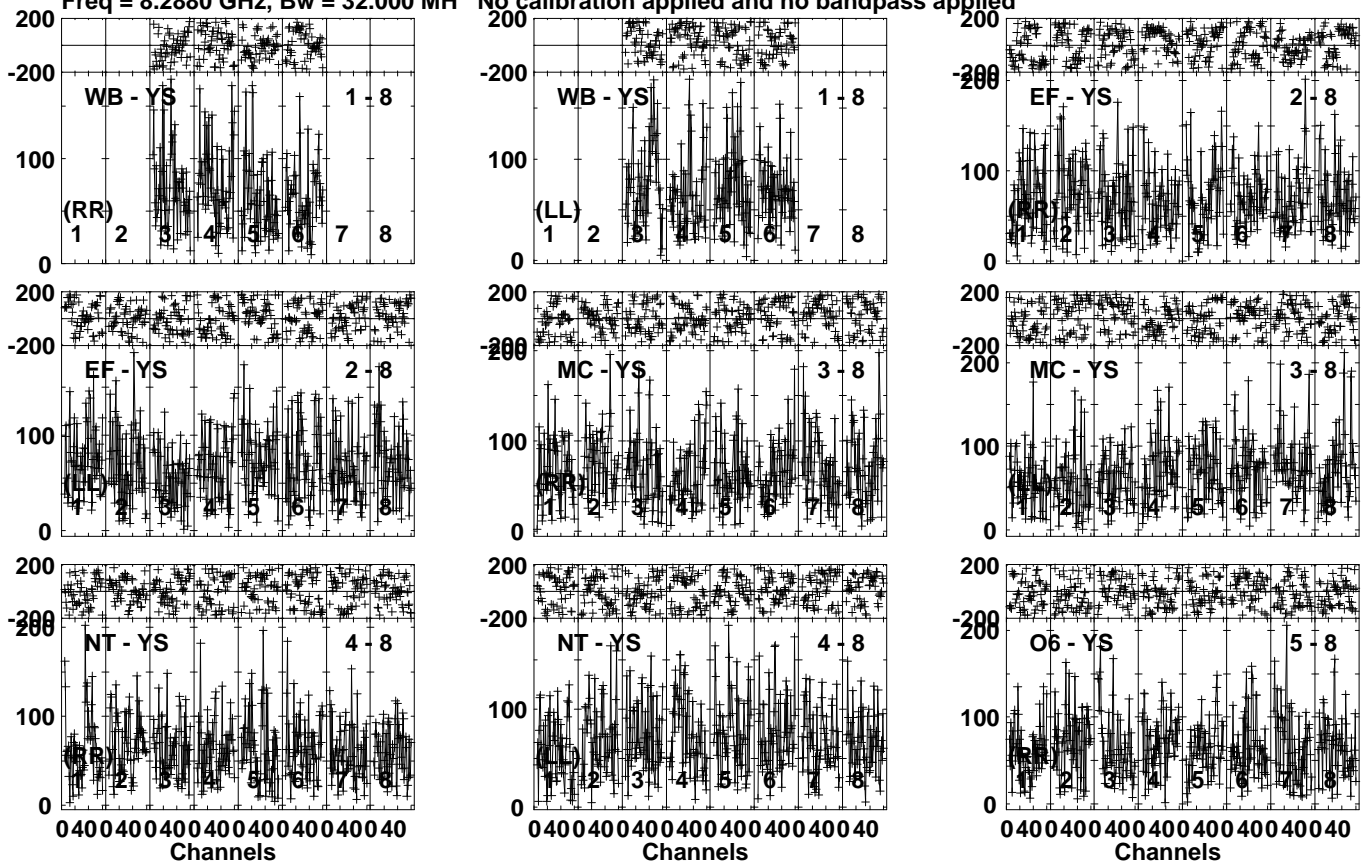 Freq = 8.2880 GHz, Bw = 32.000 MH No calibration applied and no bandpass applied
200 200 200
-200 -200 -200
200
WB - YS 1 - 8 WB - YS 1 - 8 EF - YS 2 - 8
100 100 100
(RR) (LL) (RR)
1 2 3 4 5 6 7 8 1 2 3 4 5 6 7 8 1 2 3 4 5 6 7 8
0 0 0
200 200 200
-200 -200 -200
200 200
EF - YS 2 - 8 MC - YS 3 - 8 MC - YS 3 - 8
100 100 100
(LL) (RR) (LL)
1 2 3 4 5 6 7 8 1 2 3 4 5 6 7 8 1 2 3 4 5 6 7 8
0 0 0
200 200 200
-200 -200 -200
200 200
NT - YS 4 - 8 NT - YS 4 - 8 O6 - YS 5 - 8
100 100 100
(RR) (LL) (RR)
1 2 3 4 5 6 7 8 1 2 3 4 5 6 7 8 1 2 3 4 5 6 7 8
0 0 0
0 40 0 40 0 40 0 40 0 40 0 40 0 40 0 40 0 40 0 40 0 40 0 40 0 40 0 40 0 40 0 40 0 40 0 40 0 40 0 40 0 40 0 40 0 40 0 40
Channels Channels Channels